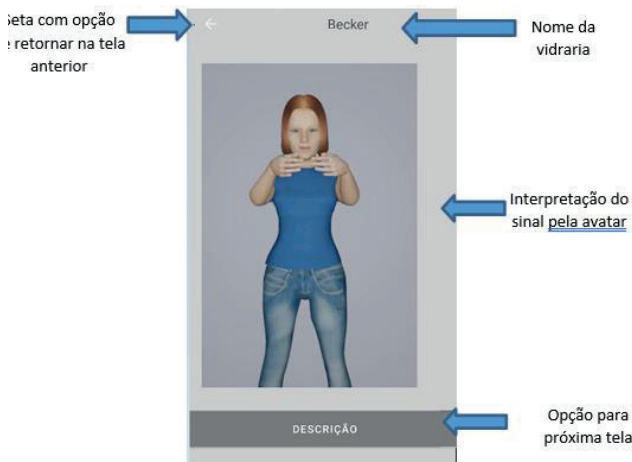 Seta com opção
e retornar na tela
anterior
Becker
Nome da
vidraria
Interpretação do
sinal pela avatar
DESCRIÇÃO
Opção para
próxima tela